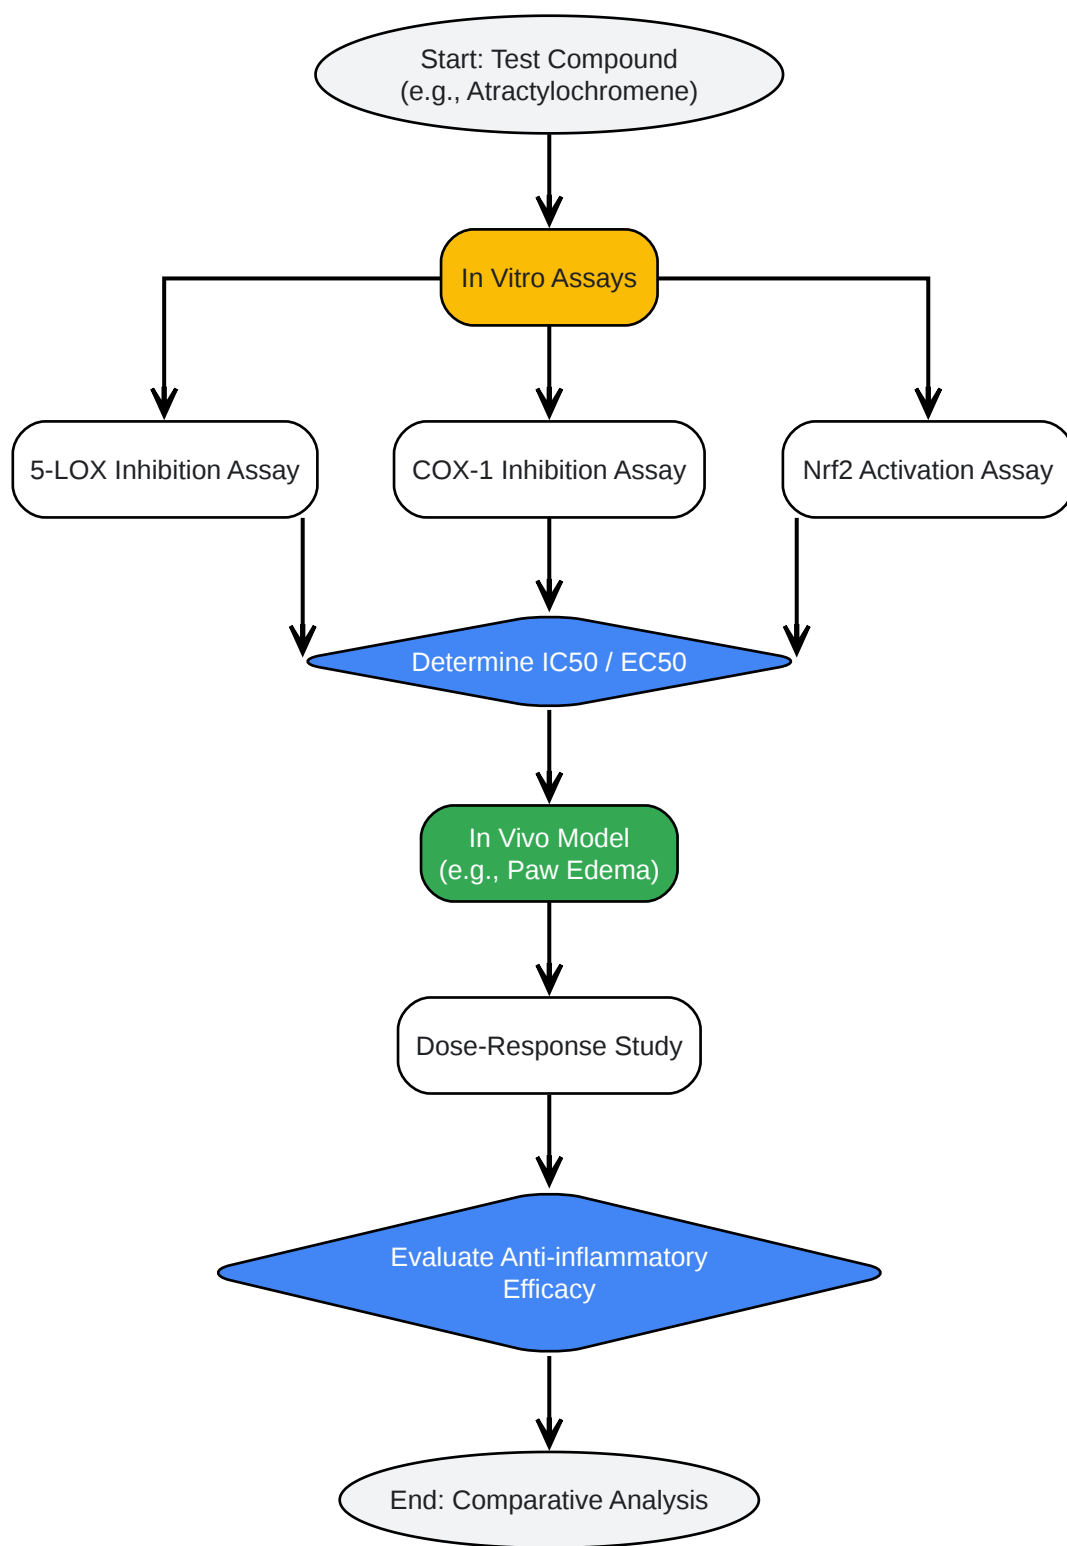 Start: Test Compound
(e.g., Atractylochromene)
In Vitro Assays
5-LOX Inhibition Assay
COX-1 Inhibition Assay
Nrf2 Activation Assay
Determine IC50 / EC50
In Vivo Model
(e.g., Paw Edema)
Dose-Response Study
Evaluate Anti-inflammatory
Efficacy
End: Comparative Analysis